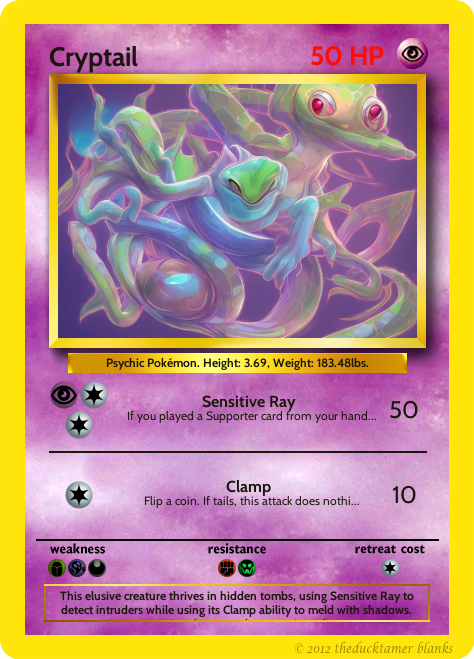 Cryptail
50 HP
Psychic Pokémon. Height: 3.69, Weight: 183.48lbs.
Sensitive Ray
If you played a Supporter card from your hand...
50
Clamp
Flip a coin. If tails, this attack does nothi...
10
weakness
resistance
retreat cost
This elusive creature thrives in hidden tombs, using Sensitive Ray to
detect intruders while using its Clamp ability to meld with shadows.
© 2012 theducktamer blanks